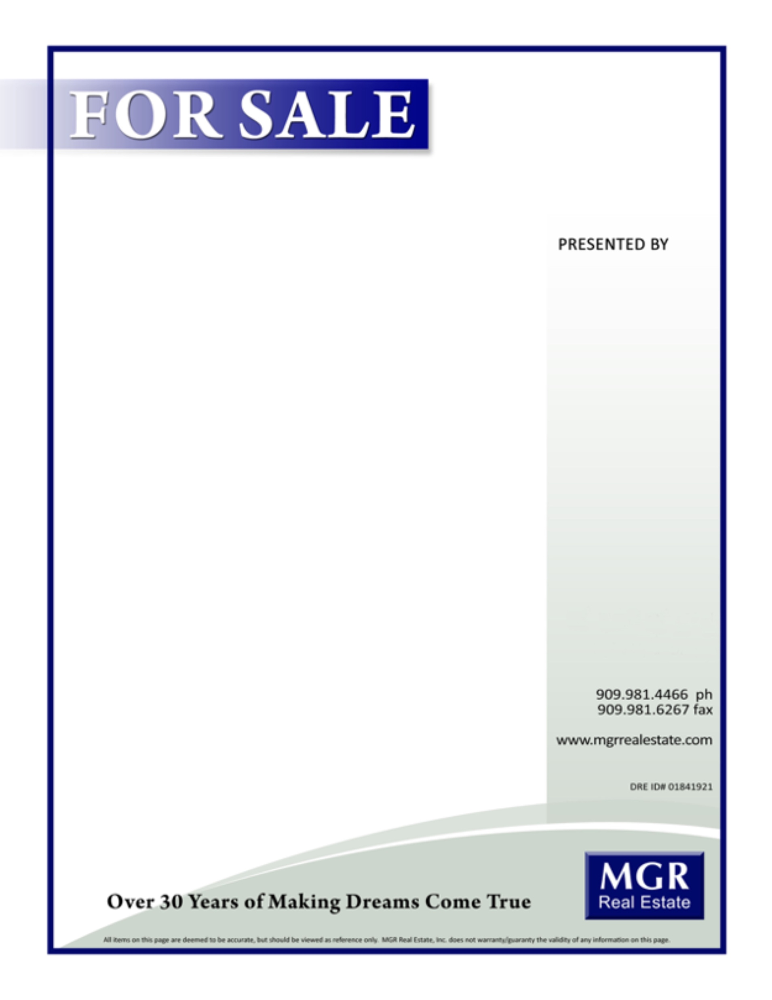 FOR SALE
PRESENTED BY
909.981.4466 ph
909.981.6267 fax
www.mgrrealestate.com
DRE ID# 01841921
MGR
Real Estate
Over 30 Years of Making Dreams Come True
All items on this page are deemed to be accurate, but should be viewed as reference only. MGR Real Estate, Inc. does not warranty/guaranty the validity of any information on this page.